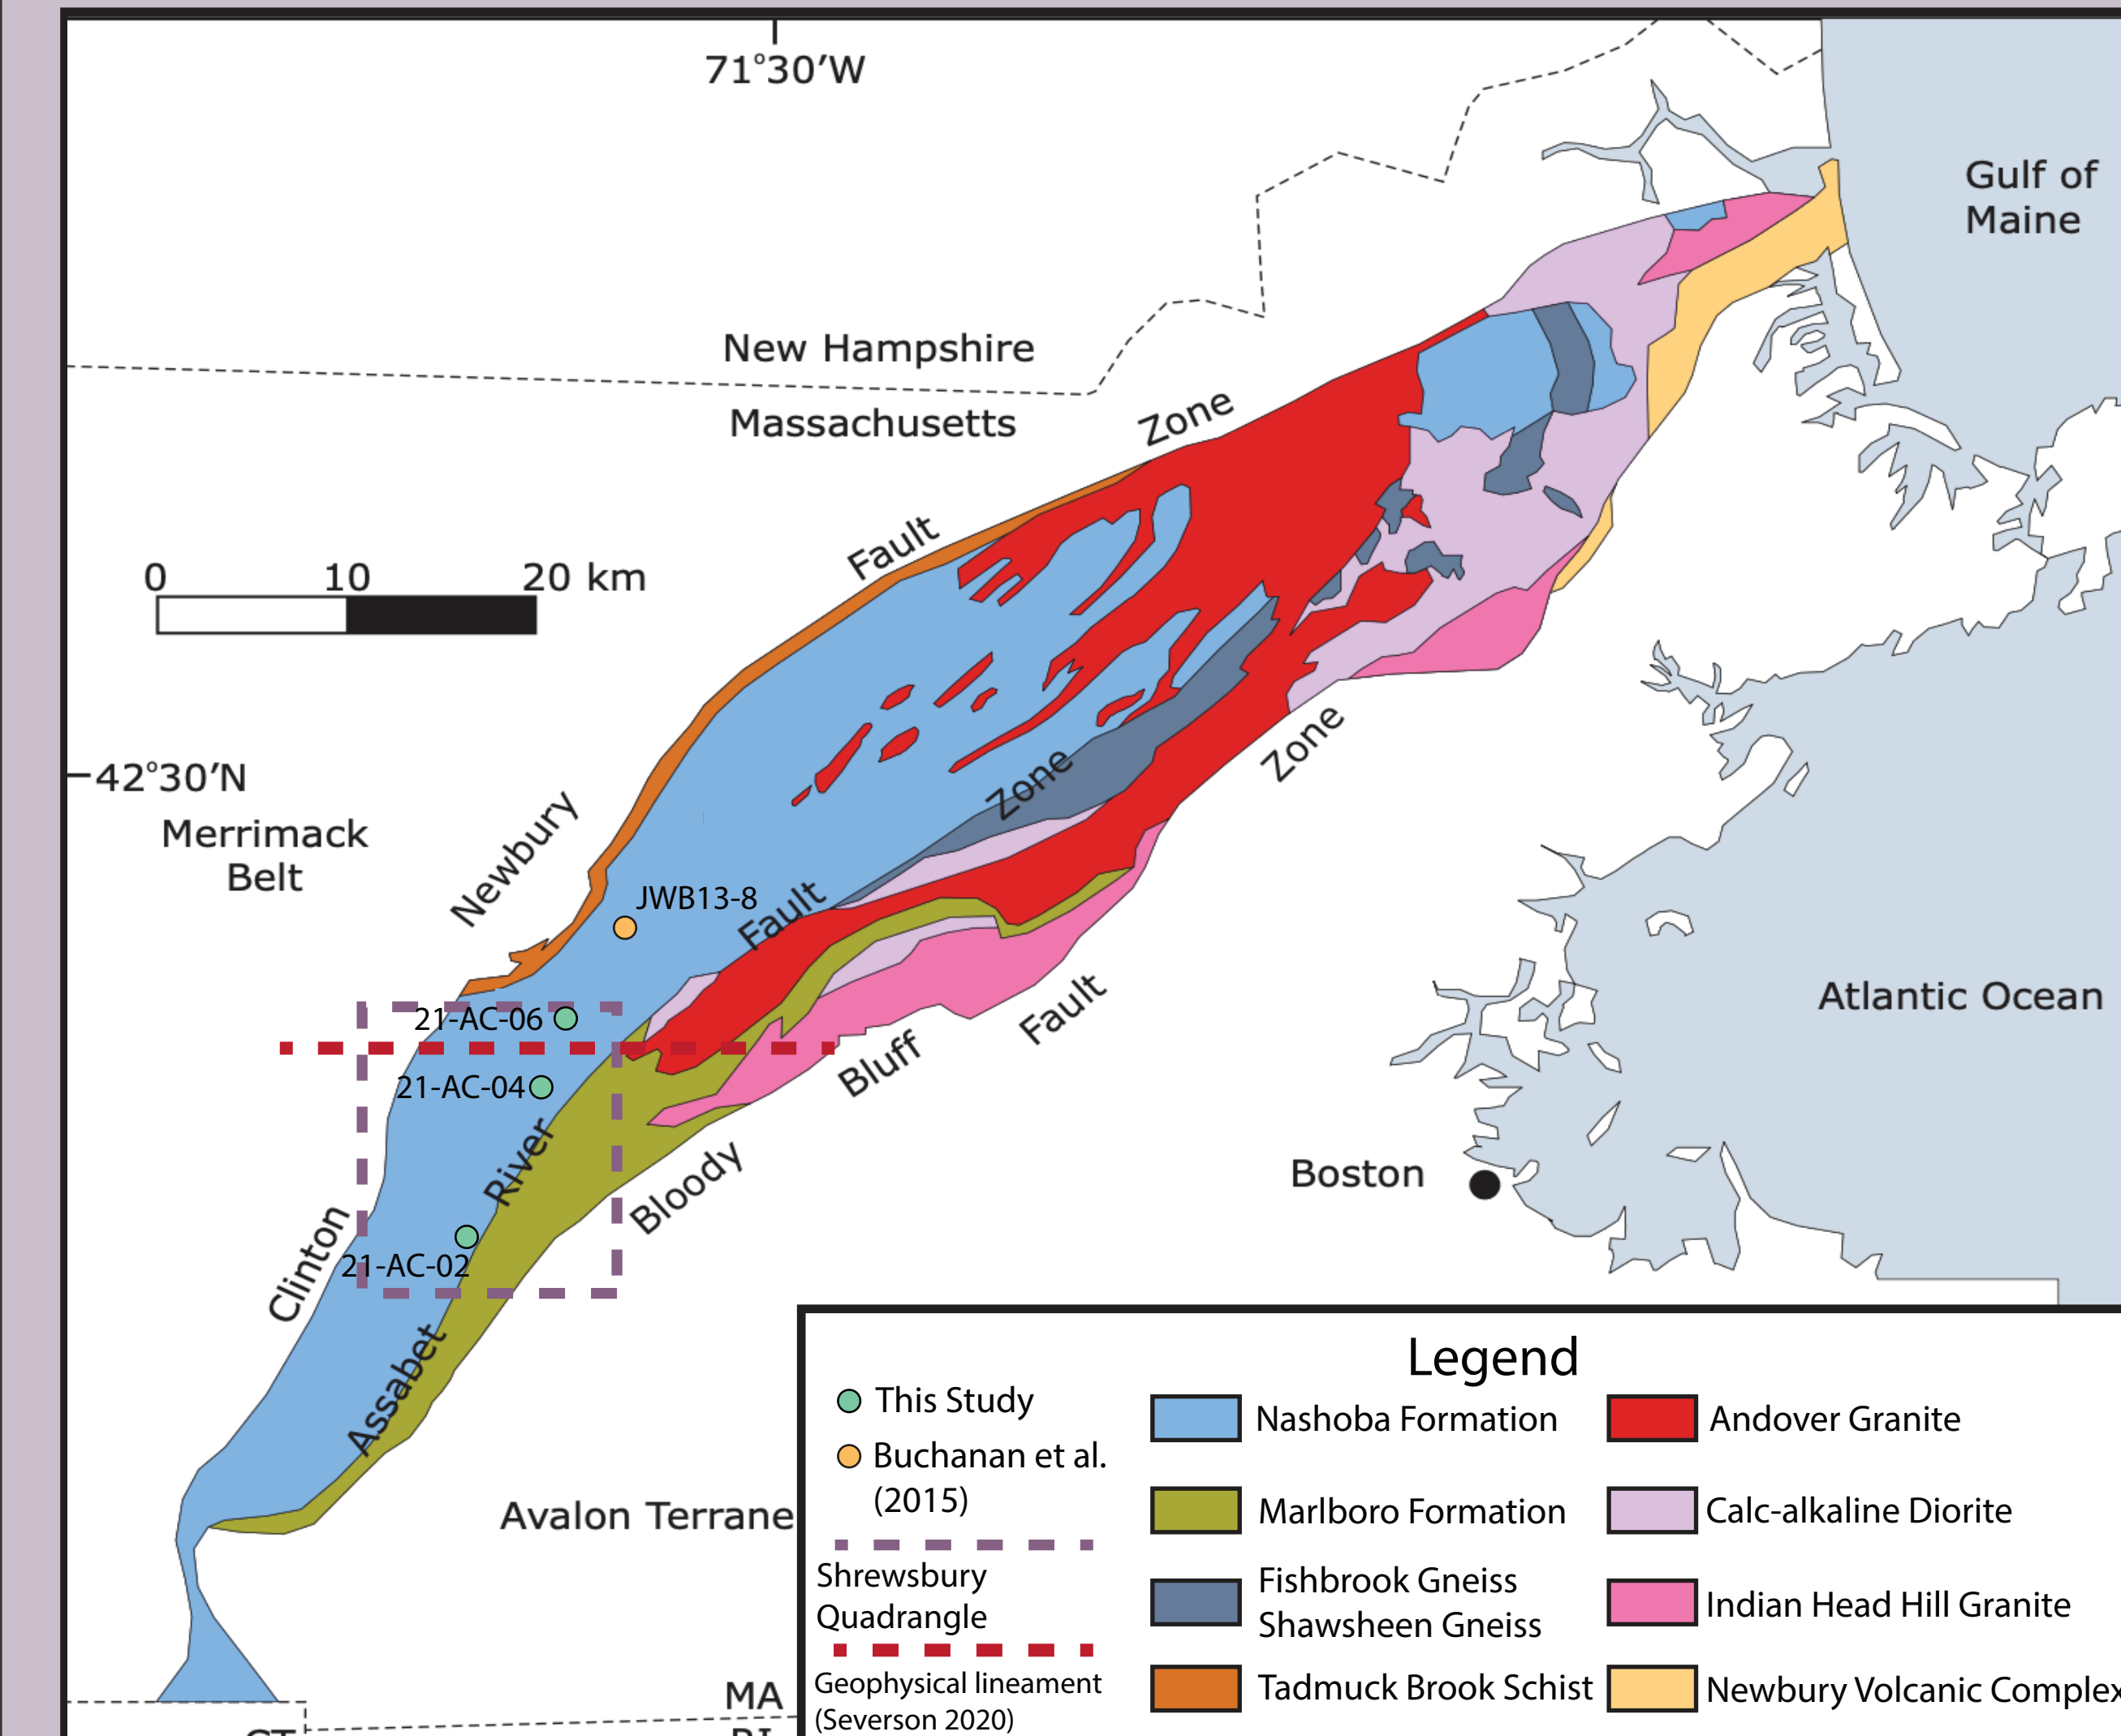 71°30'W
Gulf of
Maine
New Hampshire
Massachusetts
Zone
Fault
0 10 20 km
42°30'N
Merrimack
Belt
Newbury
Zone
Zone
JWB13-8
Fault
21-AC-06
21-AC-04
Fault
Bluff
Bloody
Atlantic Ocean
Boston
River
Clinton
21-AC-02
Assabet
Avalon Terrane
MA
Legend
This Study
Buchanan et al.
(2015)
Shrewsbury
Quadrangle
Geophysical lineament
(Severson 2020)
Nashoba Formation
Marlboro Formation
Fishbrook Gneiss
Shawsheen Gneiss
Tadmuck Brook Schist
Andover Granite
Calc-alkaline Diorite
Indian Head Hill Granite
Newbury Volcanic Complex